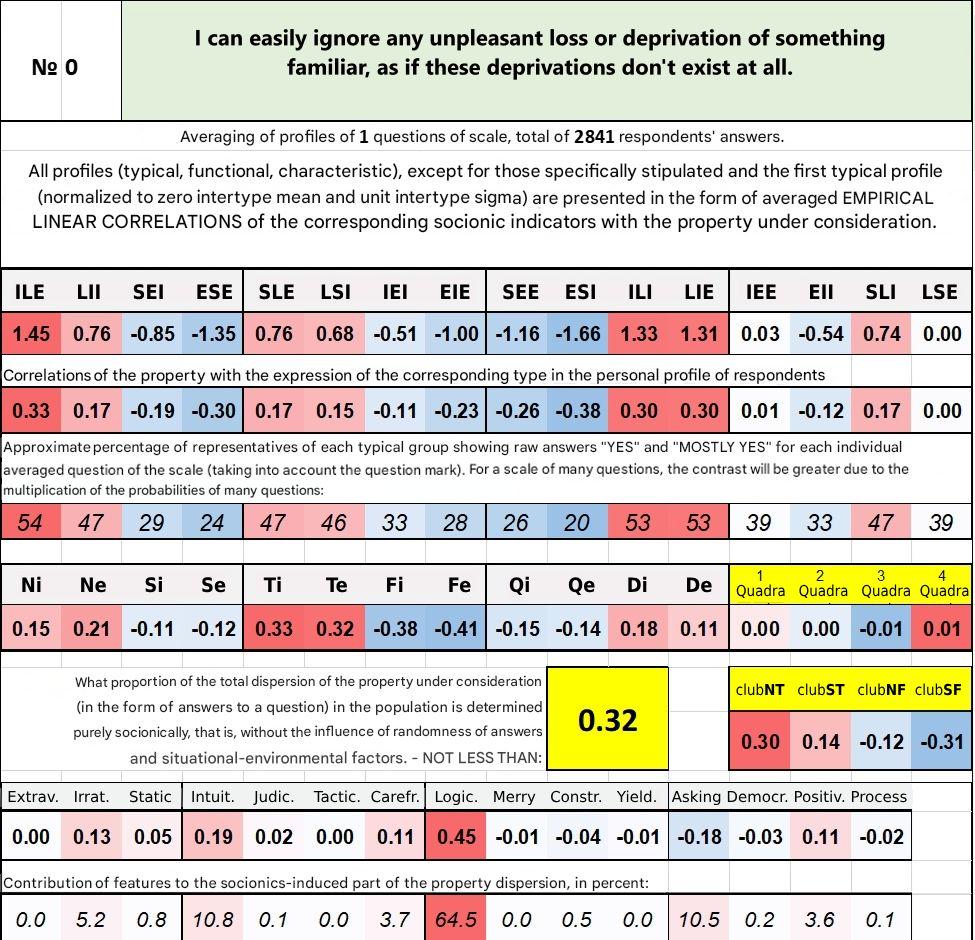 № 0
I can easily ignore any unpleasant loss or deprivation of something
familiar, as if these deprivations don't exist at all.
Averaging of profiles of 1 questions of scale, total of 2841 respondents' answers.
All profiles (typical, functional, characteristic), except for those specifically stipulated and the first typical profile
(normalized to zero intertype mean and unit intertype sigma) are presented in the form of averaged EMPIRICAL
LINEAR CORRELATIONS of the corresponding socionic indicators with the property under consideration.
ILE LII SEI ESE SLE LSI IEI EIE SEE ESI ILI LIE IEE EII SLI LSE
1.45 0.76 -0.85 -1.35 0.76 0.68 -0.51 -1.00 -1.16 -1.66 1.33 1.31 0.03 -0.54 0.74 0.00
Correlations of the property with the expression of the corresponding type in the personal profile of respondents
0.33 0.17 -0.19 -0.30 0.17 0.15 -0.11 -0.23 -0.26 -0.38 0.30 0.30 0.01 -0.12 0.17 0.00
Approximate percentage of representatives of each typical group showing raw answers "YES" and "MOSTLY YES" for each individual
averaged question of the scale (taking into account the question mark). For a scale of many questions, the contrast will be greater due to the
multiplication of the probabilities of many questions:
54 47 29 24 47 46 33 28 26 20 53 53 39 33 47 39
Ni Ne Si Se Ti Te Fi Fe Qi Qe Di De 1 Quadra 2 Quadra 3 Quadra 4 Quadra
0.15 0.21 -0.11 -0.12 0.33 0.32 -0.38 -0.41 -0.15 -0.14 0.18 0.11 0.00 0.00 -0.01 0.01
What proportion of the total dispersion of the property under consideration
(in the form of answers to a question) in the population is determined
purely socionically, that is, without the influence of randomness of answers
and situational-environmental factors. - NOT LESS THAN:
0.32
clubNT clubST clubNF clubSF
0.30 0.14 -0.12 -0.31
Extrav. Irrat. Static Intuit. Judic. Tactic. Carefr. Logic. Merry Constr. Yield. Asking Democr. Positiv. Process
0.00 0.13 0.05 0.19 0.02 0.00 0.11 0.45 -0.01 -0.04 -0.01 -0.18 -0.03 0.11 -0.02
Contribution of features to the socionics-induced part of the property dispersion, in percent:
0.0 5.2 0.8 10.8 0.1 0.0 3.7 64.5 0.0 0.5 0.0 10.5 0.2 3.6 0.1